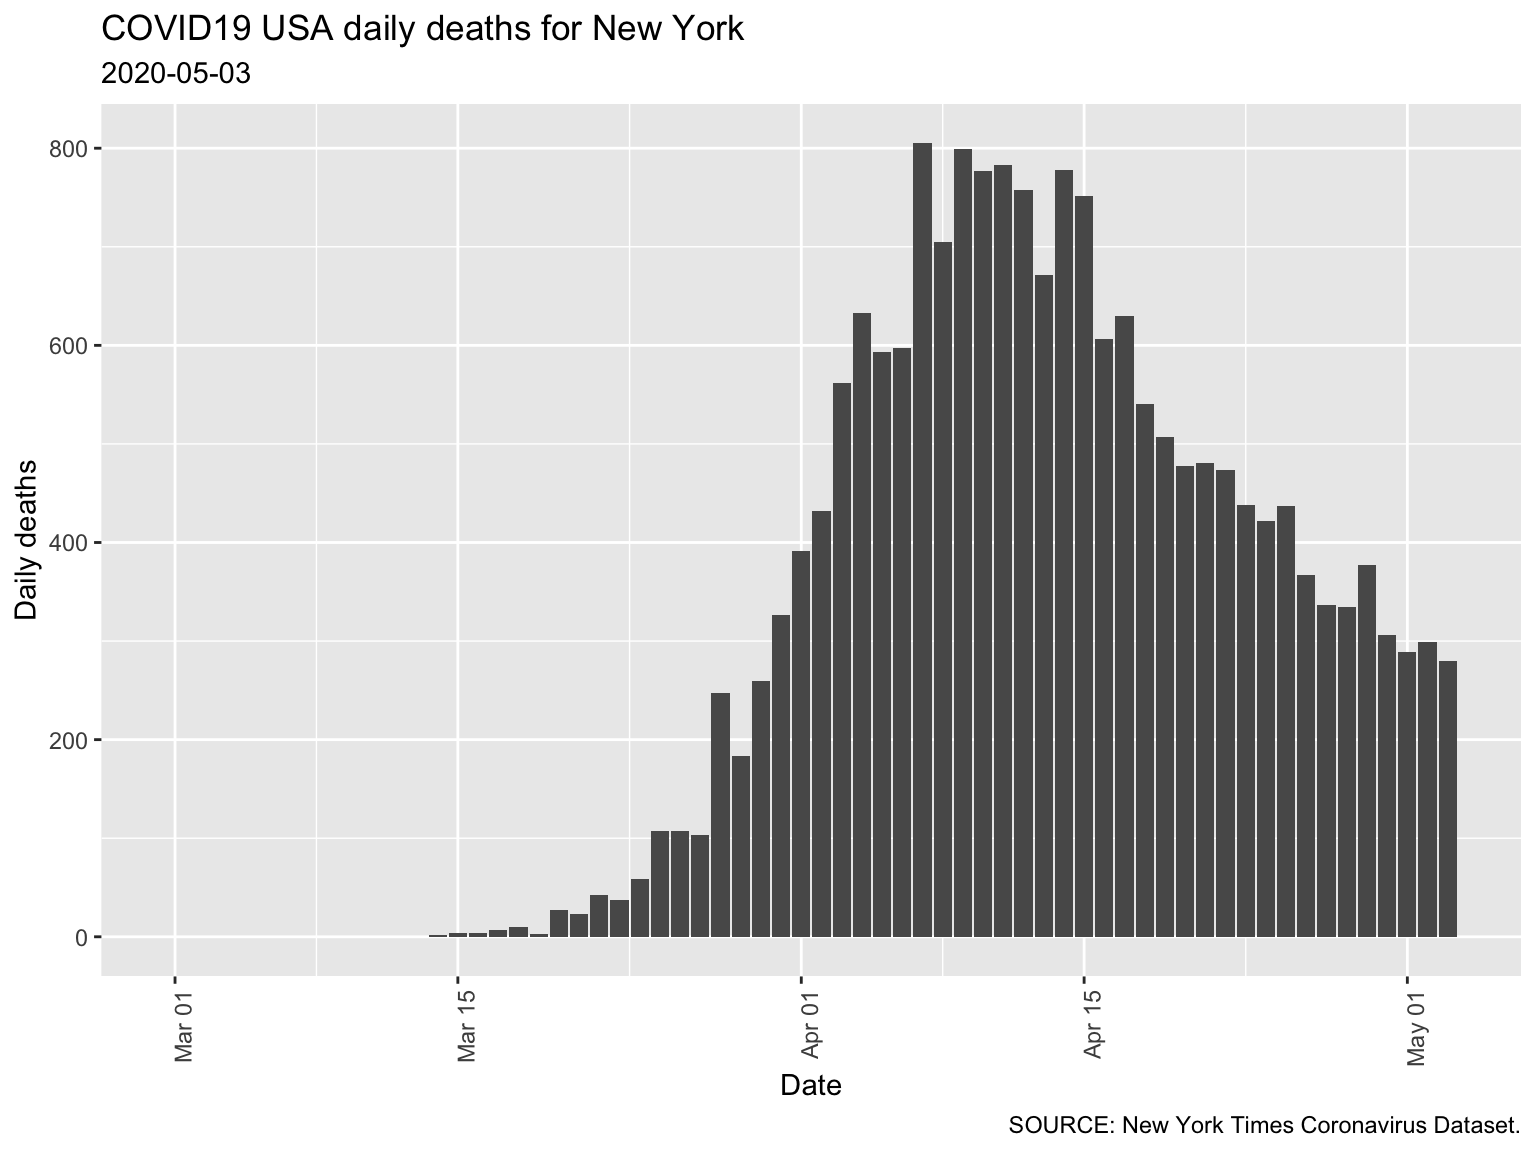 COVID19 USA daily deaths for New York
2020-05-03
Daily deaths
800
600
400
200
0
Mar 01
Mar 15
Apr 01
Apr 15
May 01
Date
SOURCE: New York Times Coronavirus Dataset.